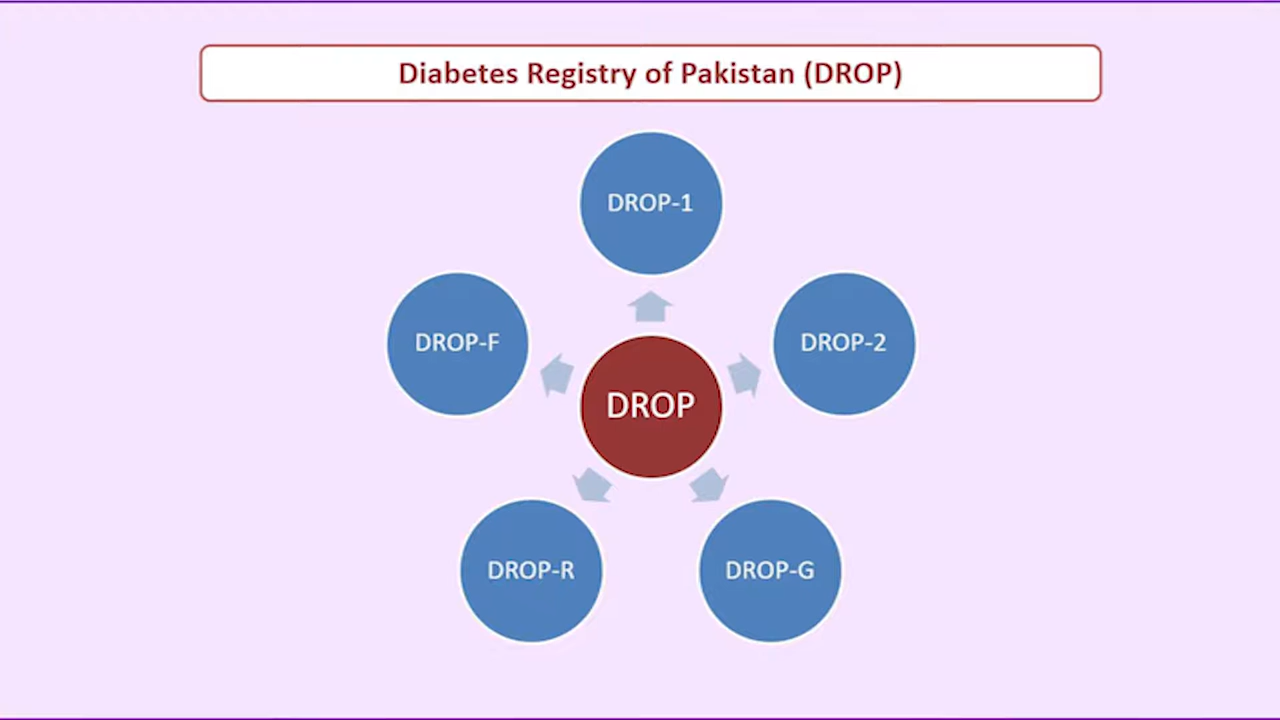 Diabetes Registry of Pakistan (DROP)
DROP-1
DROP-F
DROP-2
DROP
DROP-R
DROP-G